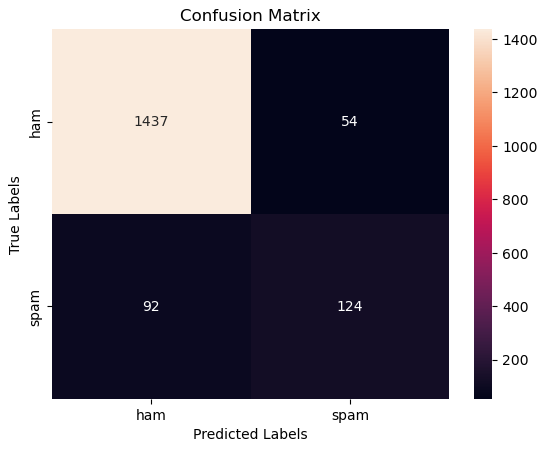 Confusion Matrix
1400
1200
1000
800
600
400
200
True Labels
ham
spam
1437
54
92
124
ham
spam
Predicted Labels